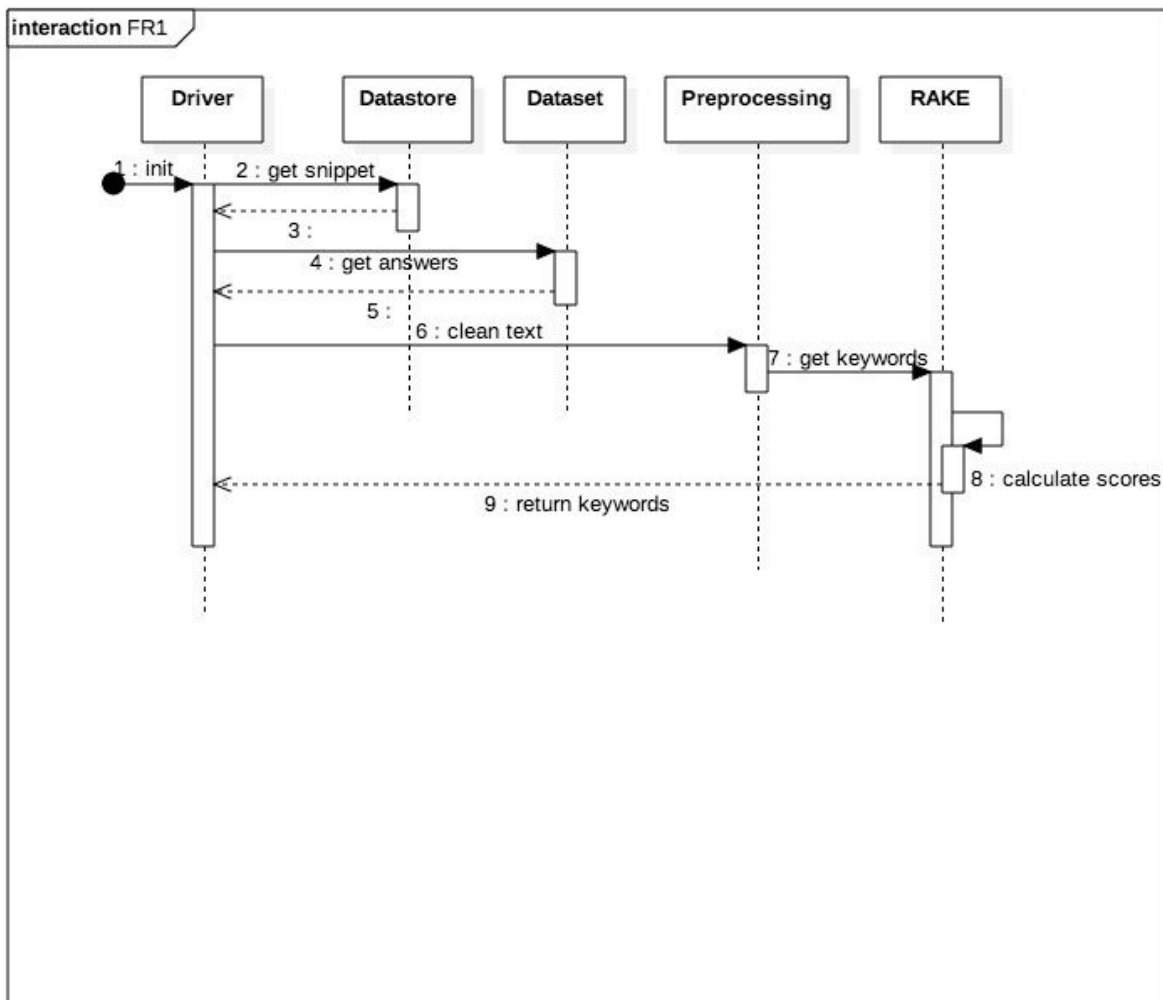 interaction FR1
Driver
Datastore
Dataset
Preprocessing
RAKE
1 : init
2 : get snippet
3 :
4 : get answers
5 :
6 : clean text
7 : get keywords
8 : calculate scores
9 : return keywords